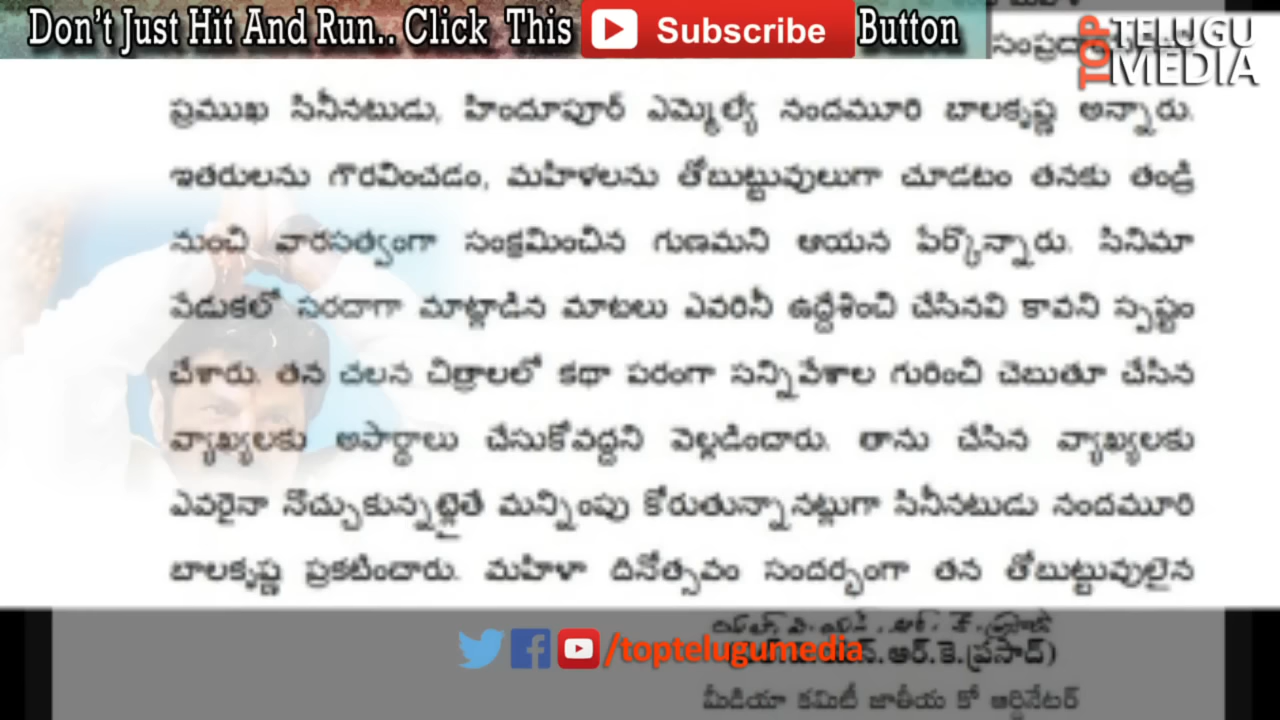 Don't Just Hit And Run.. Click This Subscribe Button
TOP TELUGU MEDIA
ప్రముఖ సినీనటుడు, హిందూపూర్ ఎమ్మెల్యే నందమూరి బాలకృష్ణ అన్నారు.
ఇతరులను గౌరవించడం, మహిళలను తోబుట్టువులుగా చూడటం తనకు తండ్రి
నుంచి వారసత్వంగా సంక్రమించిన గుణమని ఆయన పేర్కొన్నారు. సినిమా
వేడుకలో సరదాగా మాట్లాడిన మాటలు ఎవరినీ ఉద్దేశించి చేసినవి కావని స్పష్టం
చేశారు. తన చలన చిత్రాలలో కథా పరంగా సన్నివేశాల గురించి చెబుతూ చేసిన
వ్యాఖ్యలకు అపార్థాలు చేసుకోవద్దని వెల్లడించారు. తాను చేసిన వ్యాఖ్యలకు
ఎవరైనా నొచ్చుకున్నట్లైతే మన్నింపు కోరుతున్నానట్లుగా సినీనటుడు నందమూరి
బాలకృష్ణ ప్రకటించారు. మహిళా దినోత్సవం సందర్భంగా తన తోబుట్టువులైన
/toptelugumedia
.ఆర్.కె.ప్రసాద్)
మీడియా కమిటీ జాతీయ కో ఆర్డినేటర్